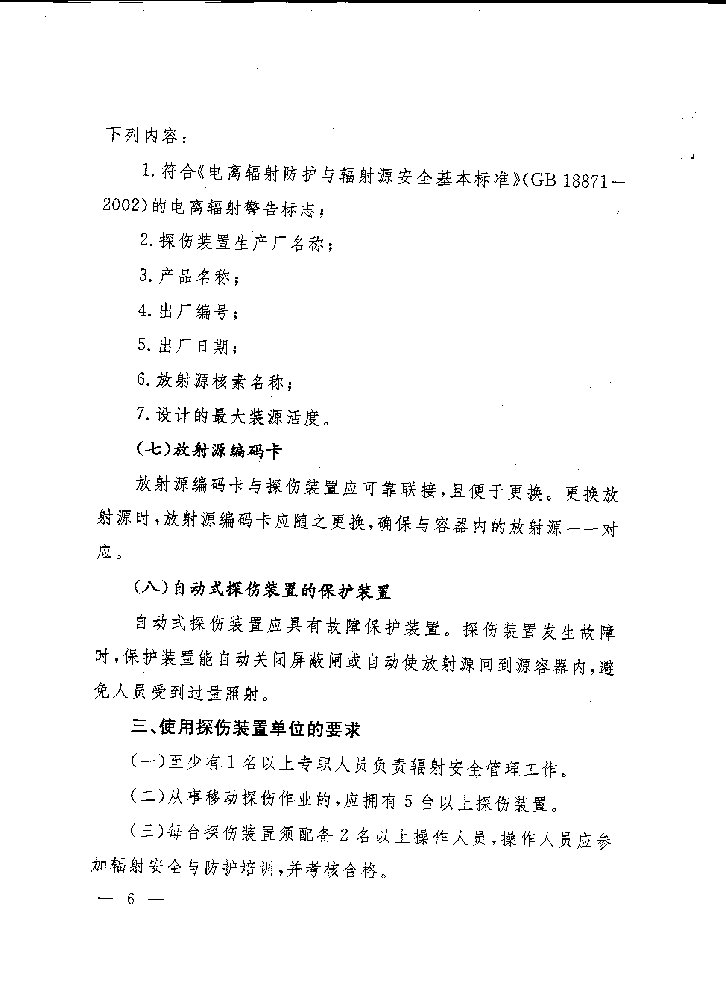 下列内容：
1. 符合《电离辐射防护与辐射源安全基本标准》(GB 18871—
2002)的电离辐射警告标志；
2. 探伤装置生产厂名称；
3. 产品名称；
4. 出厂编号；
5. 出厂日期；
6. 放射源核素名称；
7. 设计的最大装源活度。
(七)放射源编码卡
放射源编码卡与探伤装置应可靠联接，且便于更换。更换放
射源时，放射源编码卡应随之更换，确保与容器内的放射源一一对
应。
(八)自动式探伤装置的保护装置
自动式探伤装置应具有故障保护装置。探伤装置发生故障
时，保护装置能自动关闭屏蔽闸或自动使放射源回到源容器内，避
免人员受到过量照射。
三、使用探伤装置单位的要求
(一)至少有 1 名以上专职人员负责辐射安全管理工作。
(二)从事移动探伤作业的，应拥有 5 台以上探伤装置。
(三)每台探伤装置须配备 2 名以上操作人员，操作人员应参
加辐射安全与防护培训，并考核合格。
— 6 —